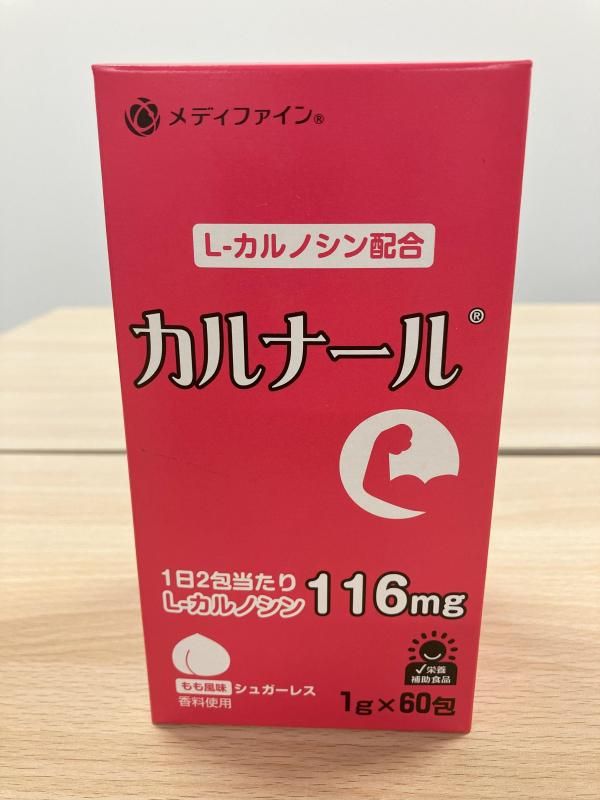 メディファイン®
L-カルノシン配合
カルナール®
1日2包当たり
L-カルノシン 116mg
もも風味 シュガーレス
香料使用
✓栄養
補助食品
1g×60包